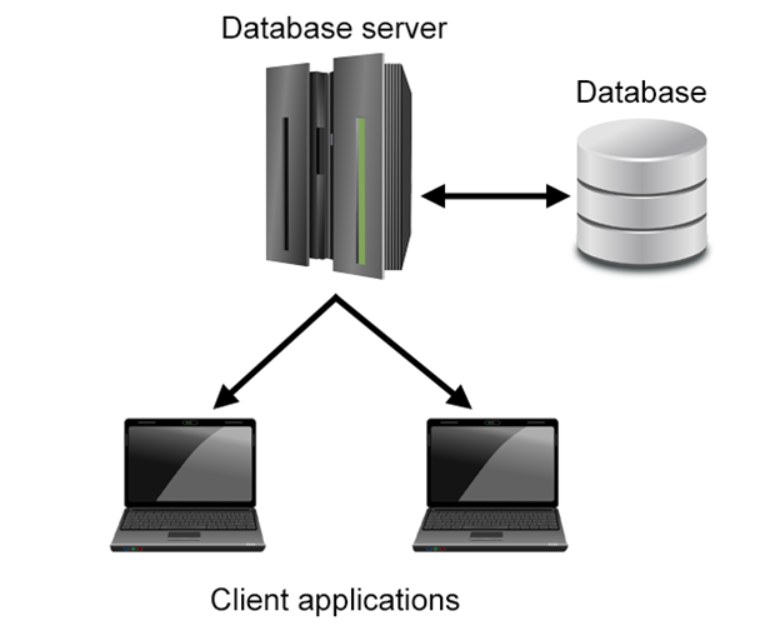 Database server
Database
Client applications